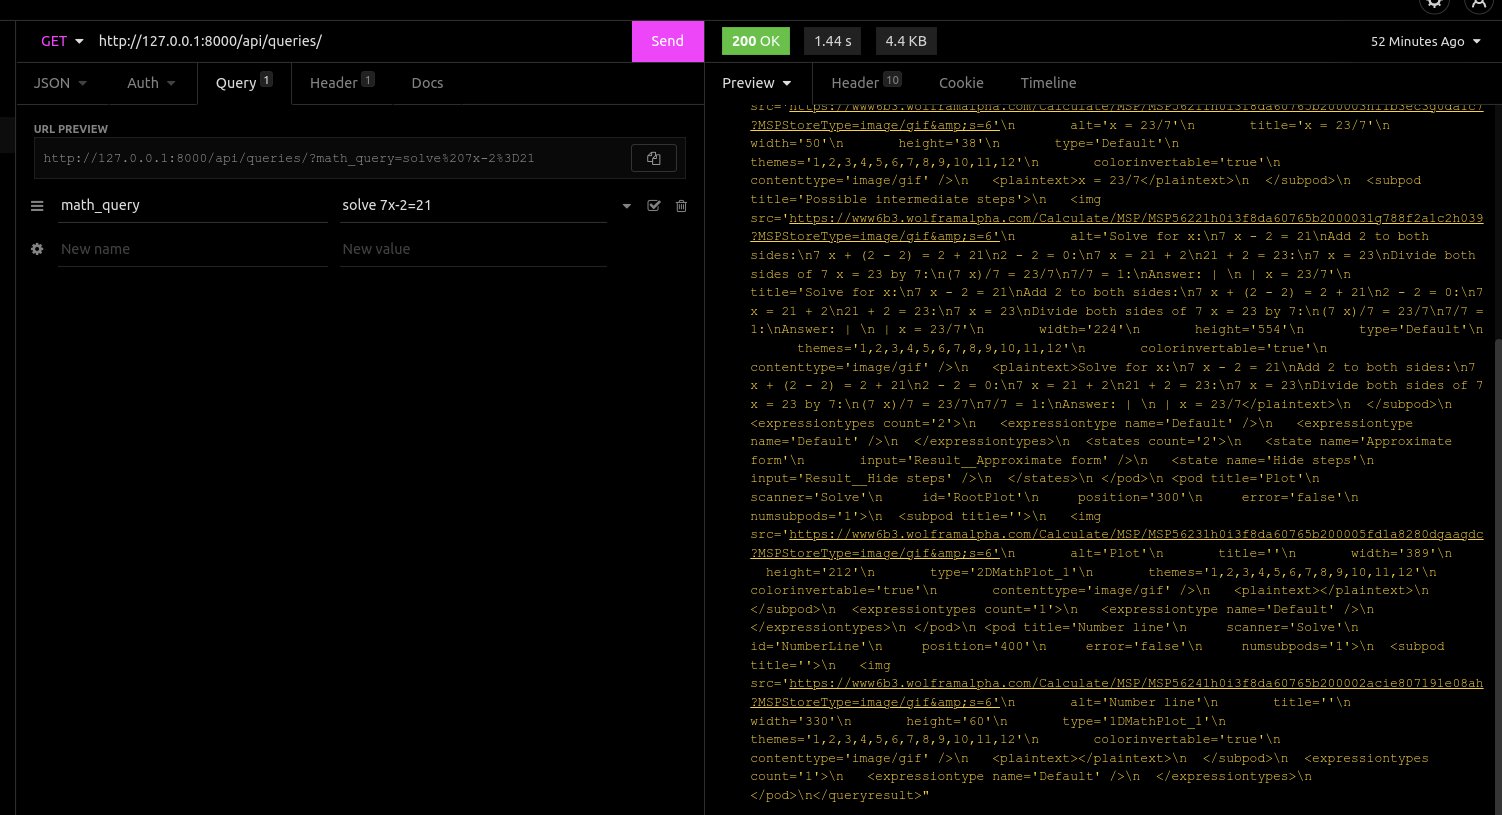 GET http://127.0.0.1:8000/api/queries/ Send 200 OK 1.44 s 4.4 KB 52 Minutes Ago
JSON Auth Query 1 Header 1 Docs Preview Header 10 Cookie Timeline
URL PREVIEW
http://127.0.0.1:8000/api/queries/?math_query=solve%207x-2%3D21
math_query solve 7x-2=21
New name New value
?MSPStoreType=image/gif&amp;s=6'\n alt='x = 23/7'\n title='x = 23/7'\n
width='50'\n height='38'\n type='Default'\n
themes='1,2,3,4,5,6,7,8,9,10,11,12'\n colorinvertable='true'\n
contenttype='image/gif' />\n <plaintext>x = 23/7</plaintext>\n </subpod>\n <subpod
title='Possible intermediate steps'>\n <img
src='https://www6b3.wolframalpha.com/Calculate/MSP/MSP56221h0i3f8da60765b2000031g788f2a1c2h039
?MSPStoreType=image/gif&amp;s=6'\n alt='Solve for x:\n7 x - 2 = 21\nAdd 2 to both
sides:\n7 x + (2 - 2) = 2 + 21\n2 - 2 = 0:\n7 x = 21 + 2\n21 + 2 = 23:\n7 x = 23\nDivide both
sides of 7 x = 23 by 7:\n(7 x)/7 = 23/7\n7/7 = 1:\nAnswer: | \n | x = 23/7'\n
title='Solve for x:\n7 x - 2 = 21\nAdd 2 to both sides:\n7 x + (2 - 2) = 2 + 21\n2 - 2 = 0:\n7
x = 21 + 2\n21 + 2 = 23:\n7 x = 23\nDivide both sides of 7 x = 23 by 7:\n(7 x)/7 = 23/7\n7/7 =
1:\nAnswer: | \n | x = 23/7'\n width='224'\n height='554'\n type='Default'\n
themes='1,2,3,4,5,6,7,8,9,10,11,12'\n colorinvertable='true'\n
contenttype='image/gif' />\n <plaintext>Solve for x:\n7 x - 2 = 21\nAdd 2 to both sides:\n7
x + (2 - 2) = 2 + 21\n2 - 2 = 0:\n7 x = 21 + 2\n21 + 2 = 23:\n7 x = 23\nDivide both sides of 7
x = 23 by 7:\n(7 x)/7 = 23/7\n7/7 = 1:\nAnswer: | \n | x = 23/7</plaintext>\n </subpod>\n
<expressiontypes count='2'>\n <expressiontype name='Default' />\n <expressiontype
name='Default' />\n </expressiontypes>\n <states count='2'>\n <state name='Approximate
form'\n input='Result__Approximate form' />\n <state name='Hide steps'\n
input='Result__Hide steps' />\n </states>\n </pod>\n <pod title='Plot'\n
scanner='Solve'\n id='RootPlot'\n position='300'\n error='false'\n
numsubpods='1'>\n <subpod title=''>\n <img
src='https://www6b3.wolframalpha.com/Calculate/MSP/MSP56231h0i3f8da60765b200005fd1a8280dgaagdc
?MSPStoreType=image/gif&amp;s=6'\n alt='Plot'\n title=''\n width='389'\n
height='212'\n type='2DMathPlot_1'\n themes='1,2,3,4,5,6,7,8,9,10,11,12'\n
colorinvertable='true'\n contenttype='image/gif' />\n <plaintext></plaintext>\n
</subpod>\n <expressiontypes count='1'>\n <expressiontype name='Default' />\n
</expressiontypes>\n </pod>\n <pod title='Number line'\n scanner='Solve'\n
id='NumberLine'\n position='400'\n error='false'\n numsubpods='1'>\n <subpod
title=''>\n <img
src='https://www6b3.wolframalpha.com/Calculate/MSP/MSP56241h0i3f8da60765b200002acie807191e08ah
?MSPStoreType=image/gif&amp;s=6'\n alt='Number line'\n title=''\n
width='330'\n height='60'\n type='1DMathPlot_1'\n
themes='1,2,3,4,5,6,7,8,9,10,11,12'\n colorinvertable='true'\n
contenttype='image/gif' />\n <plaintext></plaintext>\n </subpod>\n <expressiontypes
count='1'>\n <expressiontype name='Default' />\n </expressiontypes>\n
</pod>\n</queryresult>"